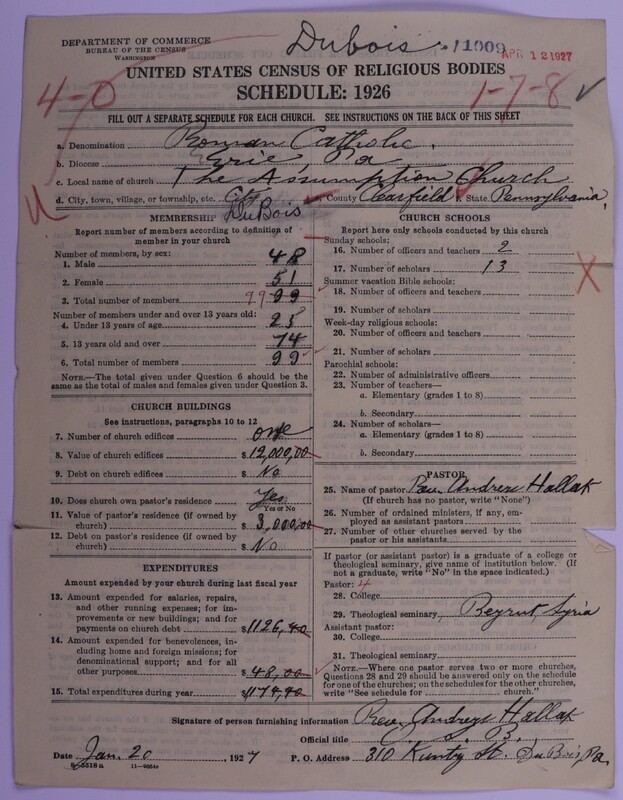 DuBois 11009 APR 12 1927
DEPARTMENT OF COMMERCE
BUREAU OF THE CENSUS
WASHINGTON
UNITED STATES CENSUS OF RELIGIOUS BODIES
SCHEDULE: 1926
4-0 1-7-8
FILL OUT A SEPARATE SCHEDULE FOR EACH CHURCH. SEE INSTRUCTIONS ON THE BACK OF THIS SHEET
a. Denomination Roman Catholic.
b. Diocese Erie, Pa
c. Local name of church The Assumption Church
d. City, town, village, or township, etc. City DuBois e. County Clearfield f. State Pennsylvania,
MEMBERSHIP
Report number of members according to definition of
member in your church
Number of members, by sex:
1. Male 48
2. Female 51
3. Total number of members 99 99
Number of members under and over 13 years old:
4. Under 13 years of age 25
5. 13 years old and over 74
6. Total number of members 99
NOTE.—The total given under Question 6 should be the
same as the total of males and females given under Question 3.
CHURCH BUILDINGS
See instructions, paragraphs 10 to 12
7. Number of church edifices one
8. Value of church edifices $ 12,000,00
9. Debt on church edifices $ No
10. Does church own pastor's residence Yes
Yes or No
11. Value of pastor's residence (if owned by
church) $ 3,000,00
12. Debt on pastor's residence (if owned by
church) $ No
EXPENDITURES
Amount expended by your church during last fiscal year
13. Amount expended for salaries, repairs,
and other running expenses; for im-
provements or new buildings; and for
payments on church debt $ 1126,40
14. Amount expended for benevolences, in-
cluding home and foreign missions; for
denominational support; and for all
other purposes $ 48,00
15. Total expenditures during year $ 1174,40
CHURCH SCHOOLS
Report here only schools conducted by this church
Sunday schools:
16. Number of officers and teachers 2
17. Number of scholars 13
Summer vacation Bible schools:
18. Number of officers and teachers
19. Number of scholars
Week-day religious schools:
20. Number of officers and teachers
21. Number of scholars
Parochial schools:
22. Number of administrative officers
23. Number of teachers—
a. Elementary (grades 1 to 8)
b. Secondary
24. Number of scholars—
a. Elementary (grades 1 to 8)
b. Secondary
PASTOR
25. Name of pastor Rev. Andrex Hallak
(If church has no pastor, write "None")
26. Number of ordained ministers, if any, em-
ployed as assistant pastors
27. Number of other churches served by the
pastor or his assistants
If pastor (or assistant pastor) is a graduate of a college or
theological seminary, give name of institution below. (If
not a graduate, write "No" in the space indicated.)
Pastor: 4
28. College
29. Theological seminary Beyrut, Syria
Assistant pastor:
30. College
31. Theological seminary
NOTE.—Where one pastor serves two or more churches,
Questions 28 and 29 should be answered only on the schedule
for one of the churches; on the schedules for the other churches,
write "See schedule for church."
Signature of person furnishing information Rev. Andreys Hallak
Official title
Date Jan. 20, 1927 P. O. Address 310 St. DuBois, Pa.
8-5518a 11-9554a